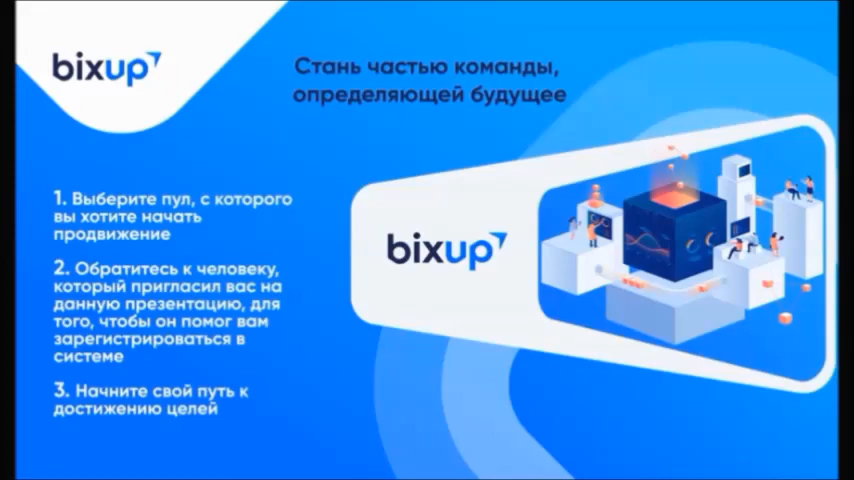 bixup
Стань частью команды,
определяющей будущее
1. Выберите пул, с которого
вы хотите начать
продвижение
2. Обратитесь к человеку,
который пригласил вас на
данную презентацию, для
того, чтобы он помог вам
зарегистрироваться в
системе
3. Начните свой путь к
достижению целей
bixup